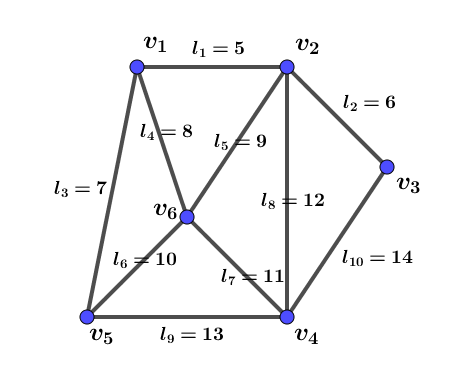 v₁
l₁ = 5
v₂
l₂ = 6
l₄ = 8
l₅ = 9
l₃ = 7
v₃
l₈ = 12
v₆
l₆ = 10
l₁₀ = 14
l₇ = 11
v₅
l₉ = 13
v₄